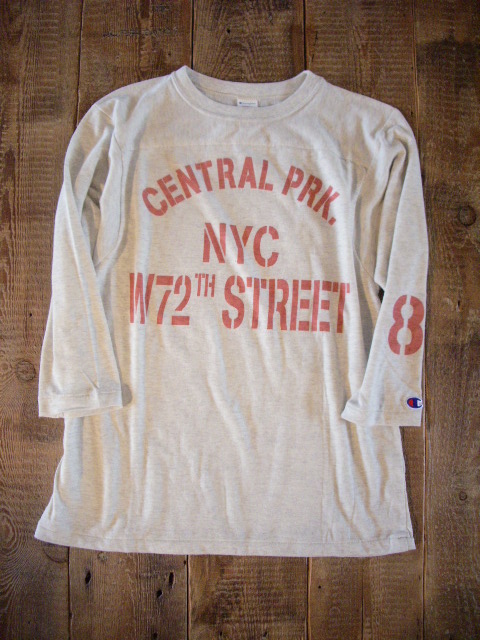 CENTRAL PRK.
NYC
W72TH STREET
8